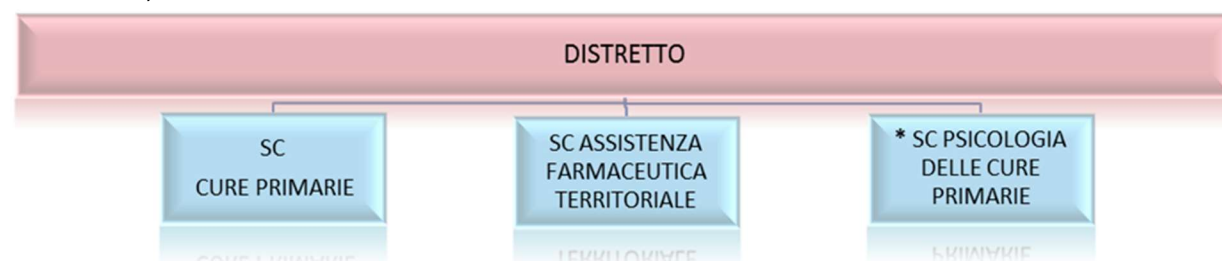 DISTRETTO
SC
CURE PRIMARIE
SC ASSISTENZA
FARMACEUTICA
TERRITORIALE
* SC PSICOLOGIA
DELLE CURE
PRIMARIE